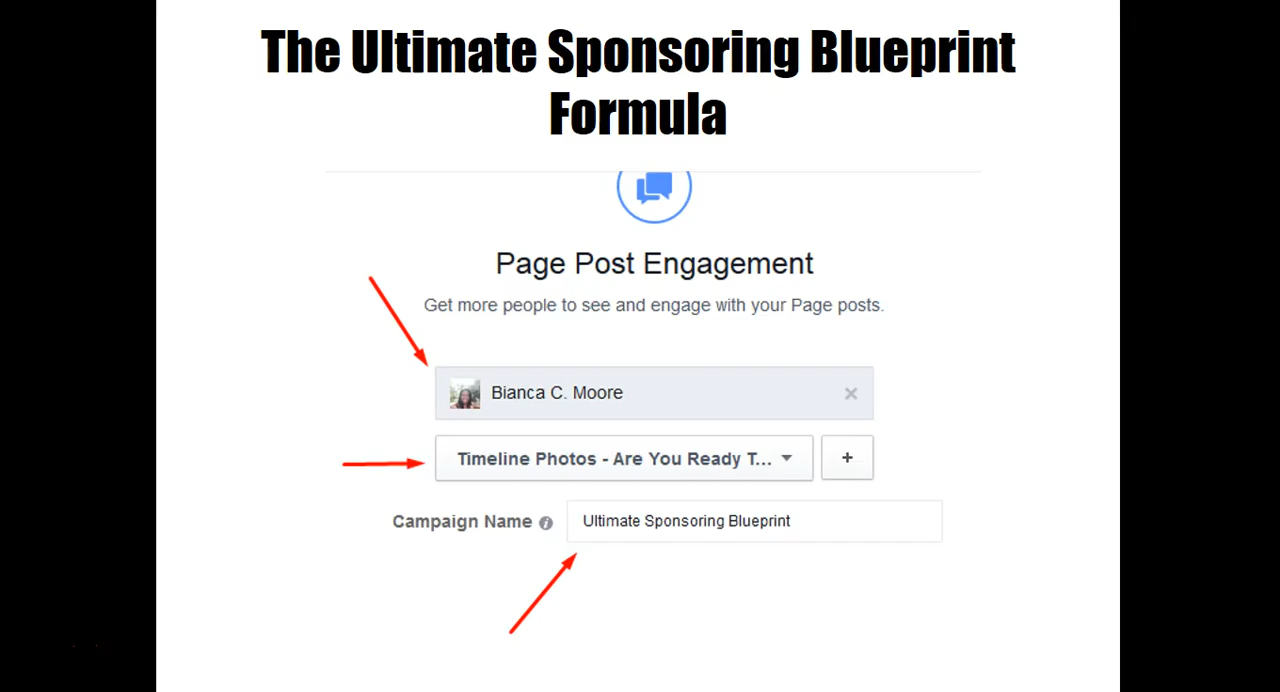 The Ultimate Sponsoring Blueprint
Formula
Page Post Engagement
Get more people to see and engage with your Page posts.
Bianca C. Moore
Timeline Photos - Are You Ready T...
+
Campaign Name
Ultimate Sponsoring Blueprint